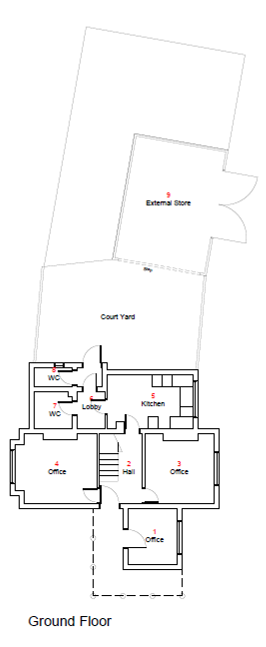 9
External Store
Court Yard
8
WC
6
Lobby
5
Kitchen
7
WC
4
Office
2
Hall
3
Office
1
Office
Ground Floor